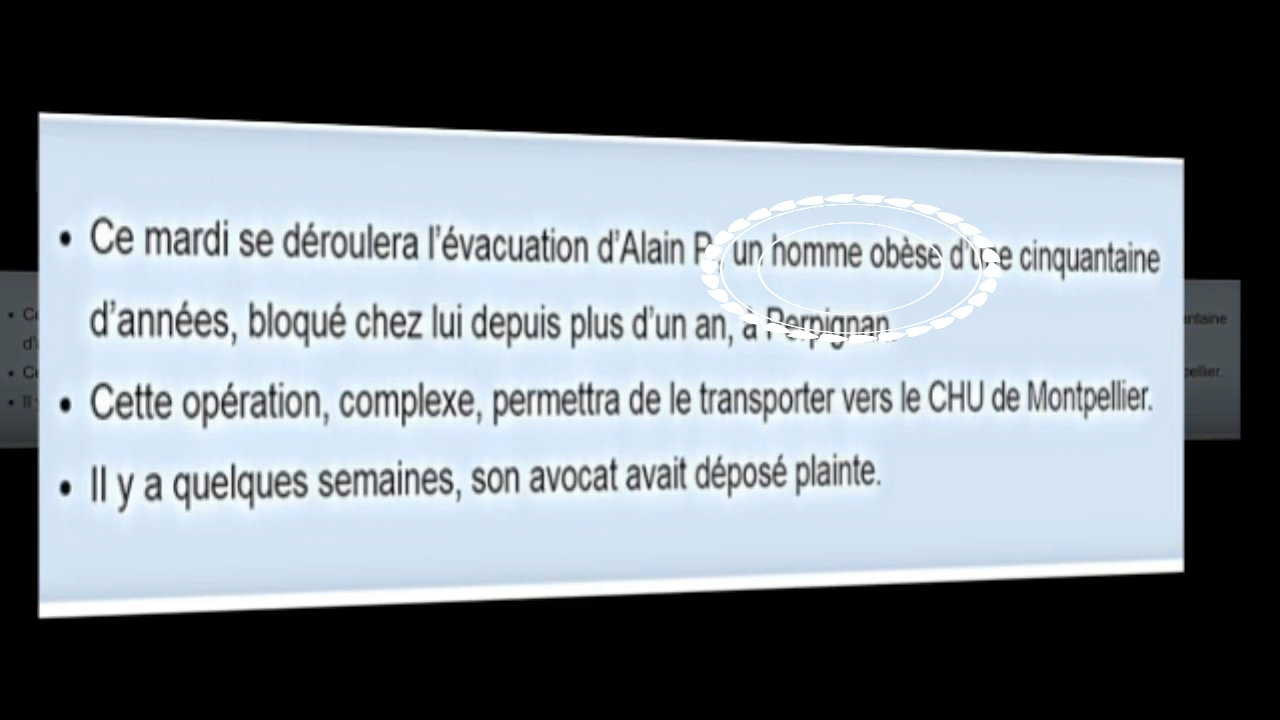 • Ce mardi se déroulera l'évacuation d'Alain P., un homme obèse d'une cinquantaine
d'années, bloqué chez lui depuis plus d'un an, à Perpignan.
• Cette opération, complexe, permettra de le transporter vers le CHU de Montpellier.
• Il y a quelques semaines, son avocat avait déposé plainte.